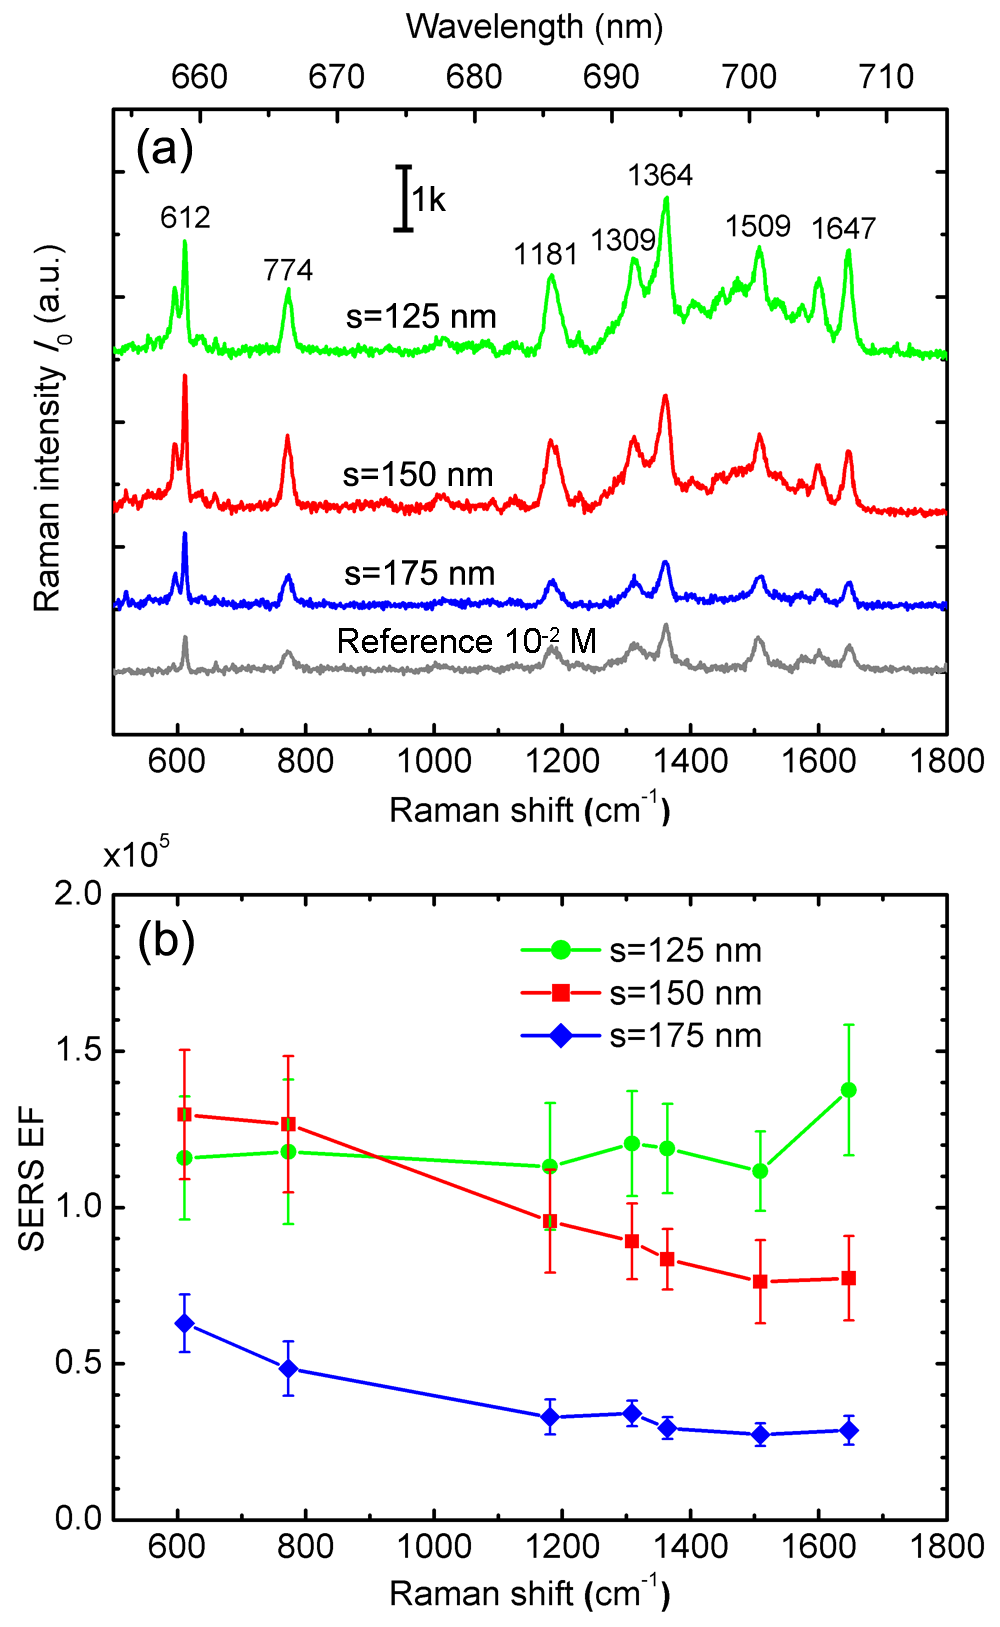 Wavelength (nm)
660 670 680 690 700 710
(a)
1k
612 774 1181 1309 1364 1509 1647
s=125 nm
s=150 nm
s=175 nm
Reference 10⁻² M
Raman intensity I₀ (a.u.)
600 800 1000 1200 1400 1600 1800
Raman shift (cm⁻¹)
x10⁵
(b)
2.0
1.5
1.0
0.5
0.0
s=125 nm
s=150 nm
s=175 nm
SERS EF
600 800 1000 1200 1400 1600 1800
Raman shift (cm⁻¹)